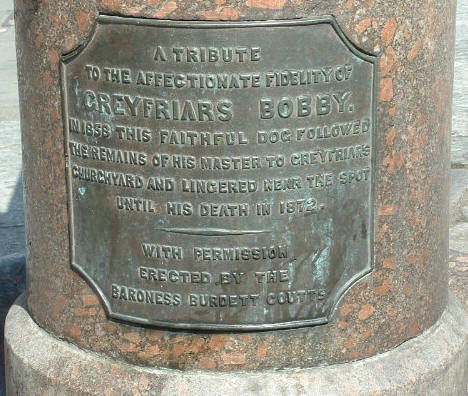 A TRIBUTE
TO THE AFFECTIONATE FIDELITY OF
GREYFRIARS BOBBY.
IN 1858 THIS FAITHFUL DOG FOLLOWED
THE REMAINS OF HIS MASTER TO GREYFRIARS
CHURCHYARD AND LINGERED NEAR THE SPOT
UNTIL HIS DEATH IN 1872.
WITH PERMISSION
ERECTED BY THE
BARONESS BURDETT COUTTS